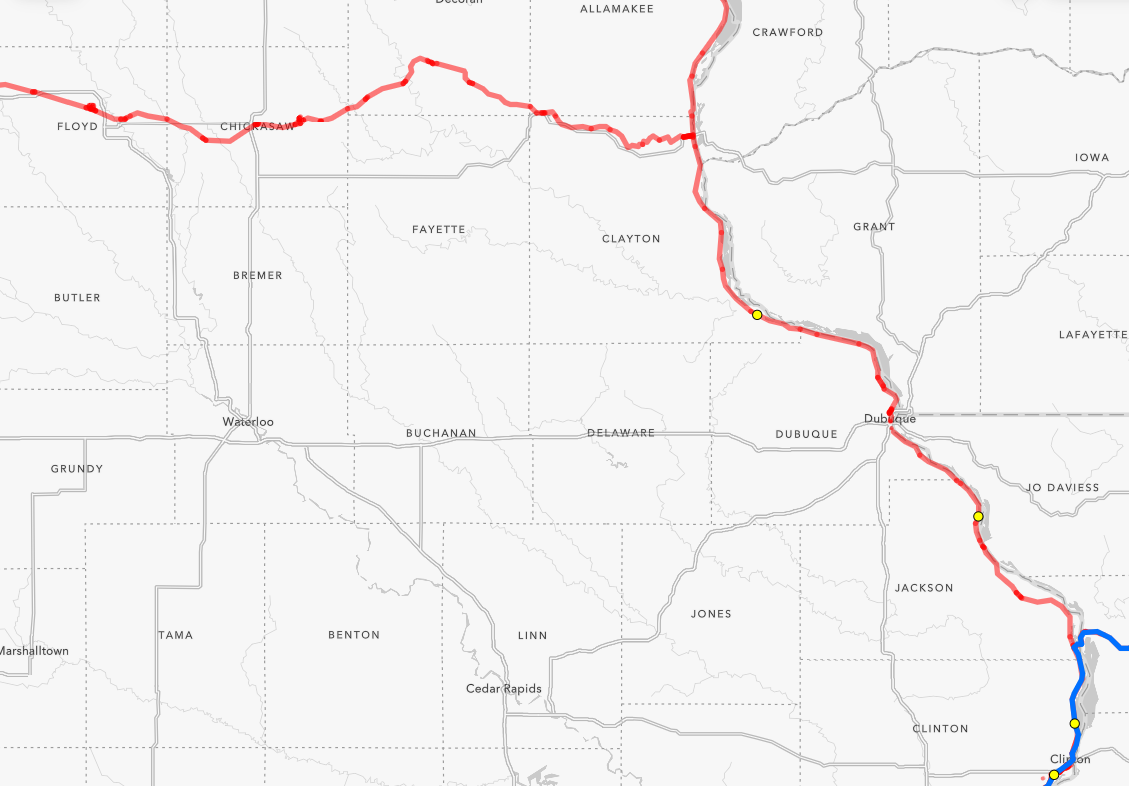 Decorah
ALLAMAKEE
CRAWFORD
FLOYD
CHICKASAW
IOWA
FAYETTE
CLAYTON
GRANT
BREMER
BUTLER
LAFAYETTE
Waterloo
Dubuque
BUCHANAN
DELAWARE
DUBUQUE
GRUNDY
JO DAVIESS
JACKSON
JONES
TAMA
BENTON
LINN
Marshalltown
Cedar Rapids
CLINTON
Clinton